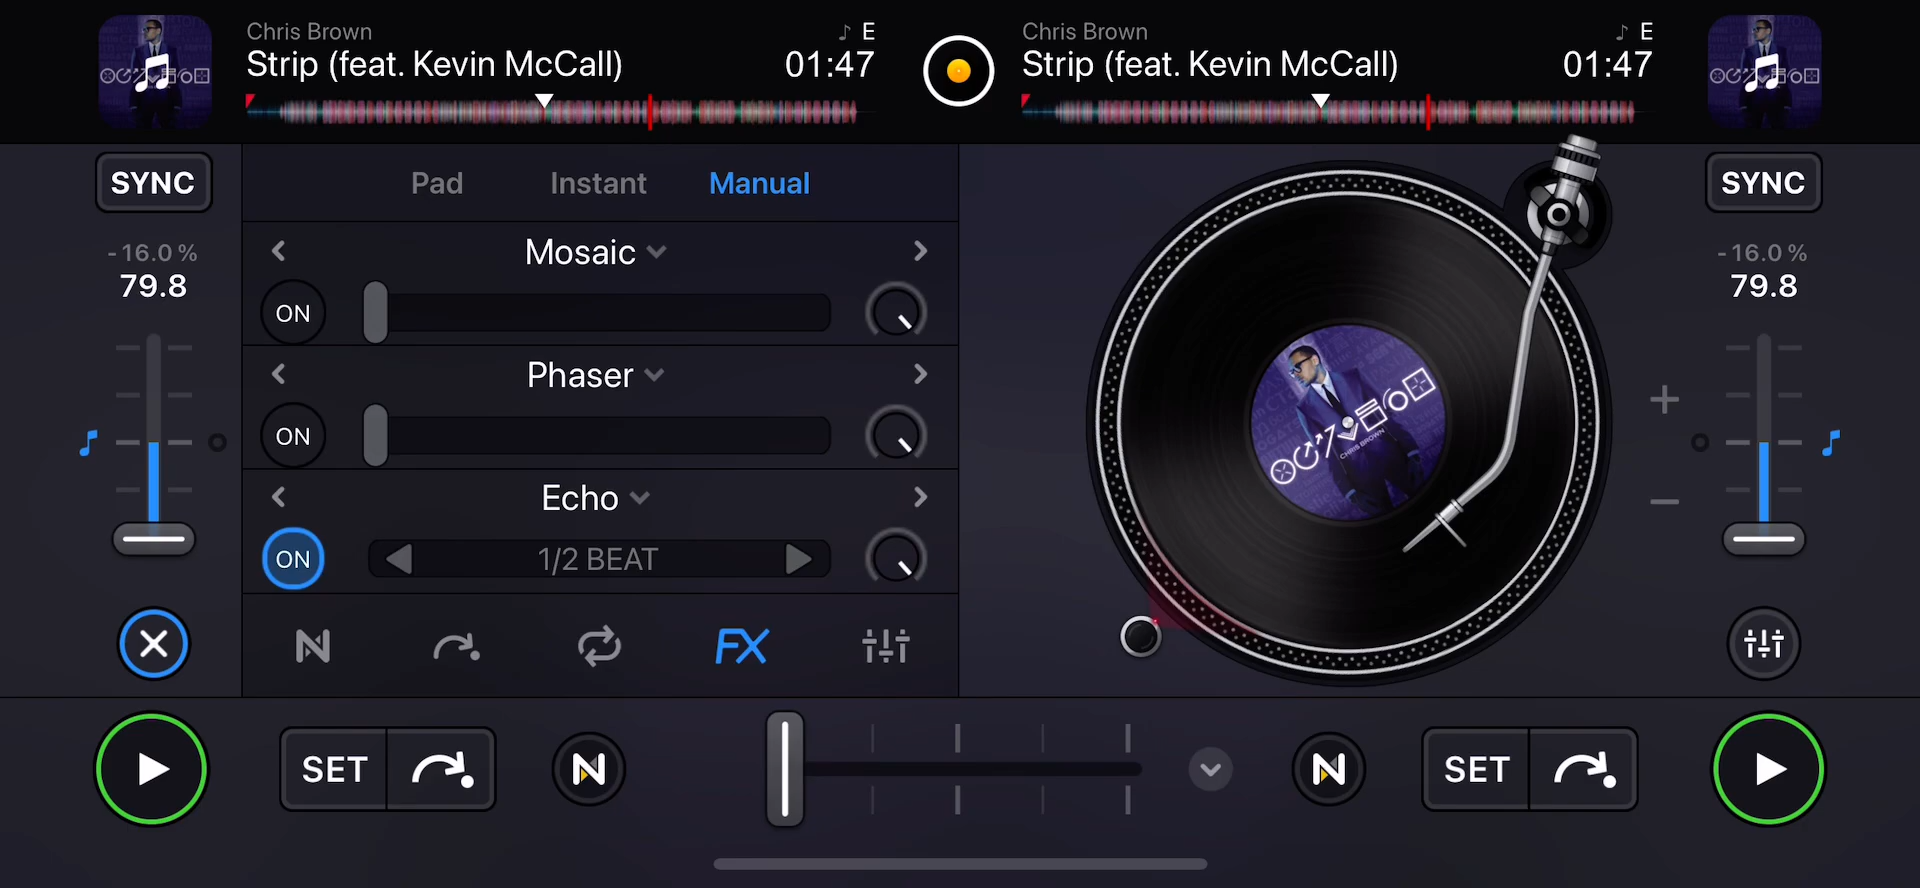 Chris Brown
Strip (feat. Kevin McCall)
E
01:47
Chris Brown
Strip (feat. Kevin McCall)
E
01:47
SYNC
-16.0 %
79.8
Pad Instant Manual
Mosaic
ON
Phaser
ON
Echo
ON
1/2 BEAT
FX
CHRIS BROWN
SYNC
-16.0 %
79.8
SET
N
N
SET